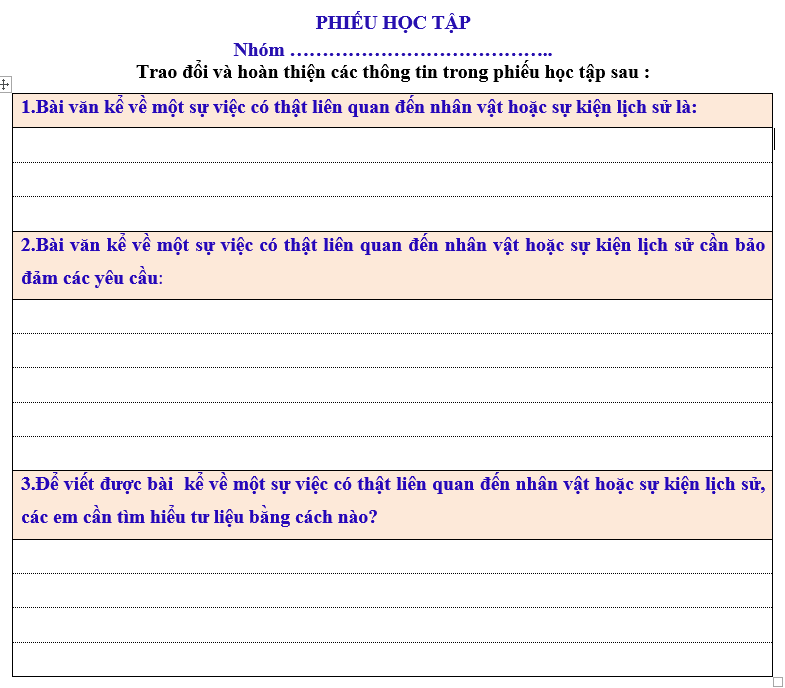 PHIẾU HỌC TẬP
Nhóm …………………………………..
Trao đổi và hoàn thiện các thông tin trong phiếu học tập sau :
1.Bài văn kể về một sự việc có thật liên quan đến nhân vật hoặc sự kiện lịch sử là:
2.Bài văn kể về một sự việc có thật liên quan đến nhân vật hoặc sự kiện lịch sử cần bảo
đảm các yêu cầu:
3.Để viết được bài kể về một sự việc có thật liên quan đến nhân vật hoặc sự kiện lịch sử,
các em cần tìm hiểu tư liệu bằng cách nào?